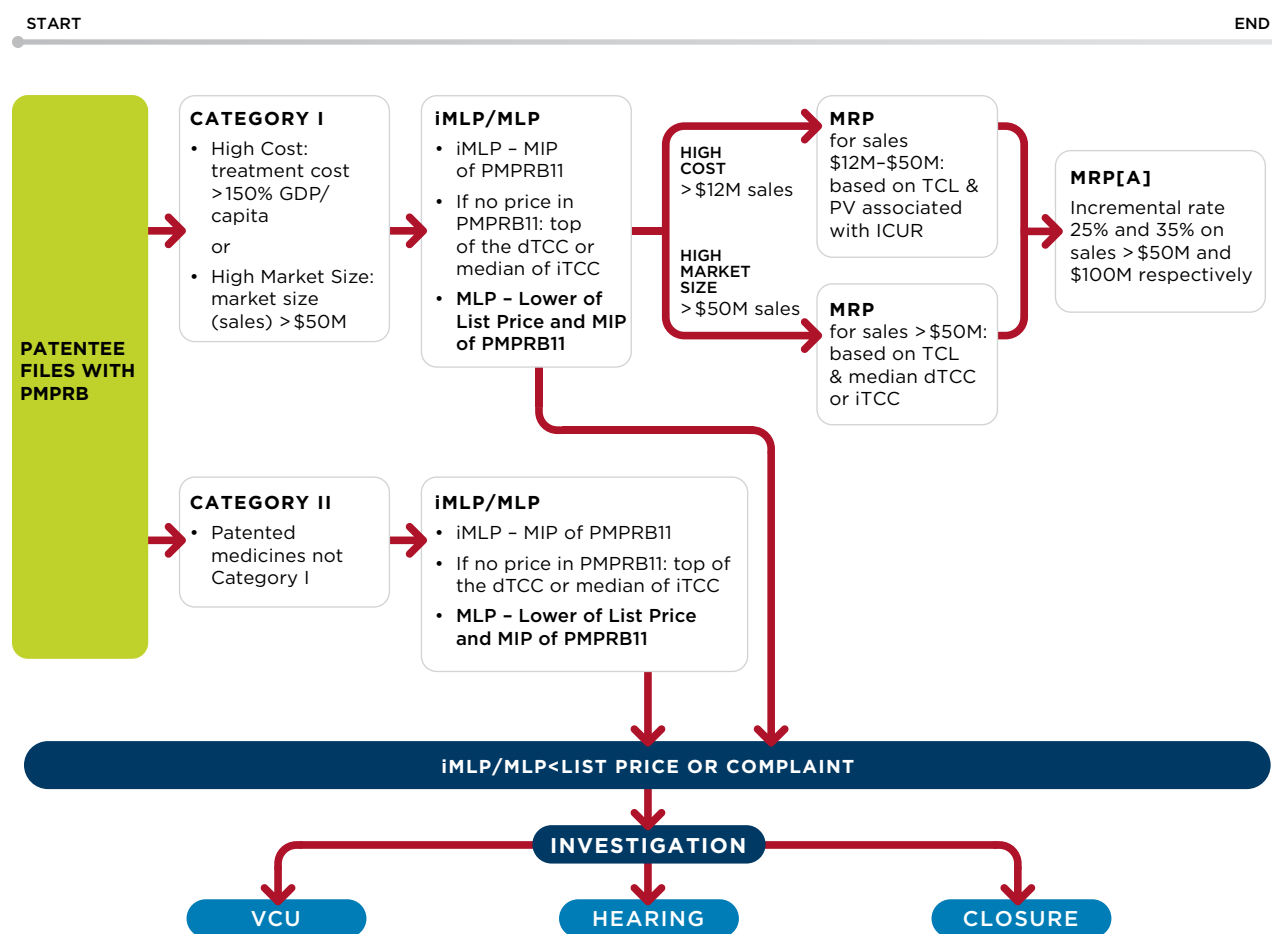 START
END
PATENTEE
FILES WITH
PMPRB
CATEGORY I
• High Cost:
treatment cost
>150% GDP/
capita
or
• High Market Size:
market size
(sales) >$50M
iMLP/MLP
• iMLP – MIP
of PMPRB11
• If no price in
PMPRB11: top
of the dTCC or
median of iTCC
• MLP – Lower of
List Price and MIP
of PMPRB11
HIGH
COST
>$12M sales
HIGH
MARKET
SIZE
>$50M sales
MRP
for sales
$12M–$50M:
based on TCL &
PV associated
with ICUR
MRP
for sales >$50M:
based on TCL
& median dTCC
or iTCC
MRP[A]
Incremental rate
25% and 35% on
sales >$50M and
$100M respectively
CATEGORY II
• Patented
medicines not
Category I
iMLP/MLP
• iMLP – MIP of PMPRB11
• If no price in PMPRB11: top of
the dTCC or median of iTCC
• MLP – Lower of List Price
and MIP of PMPRB11
iMLP/MLP<LIST PRICE OR COMPLAINT
INVESTIGATION
VCU
HEARING
CLOSURE